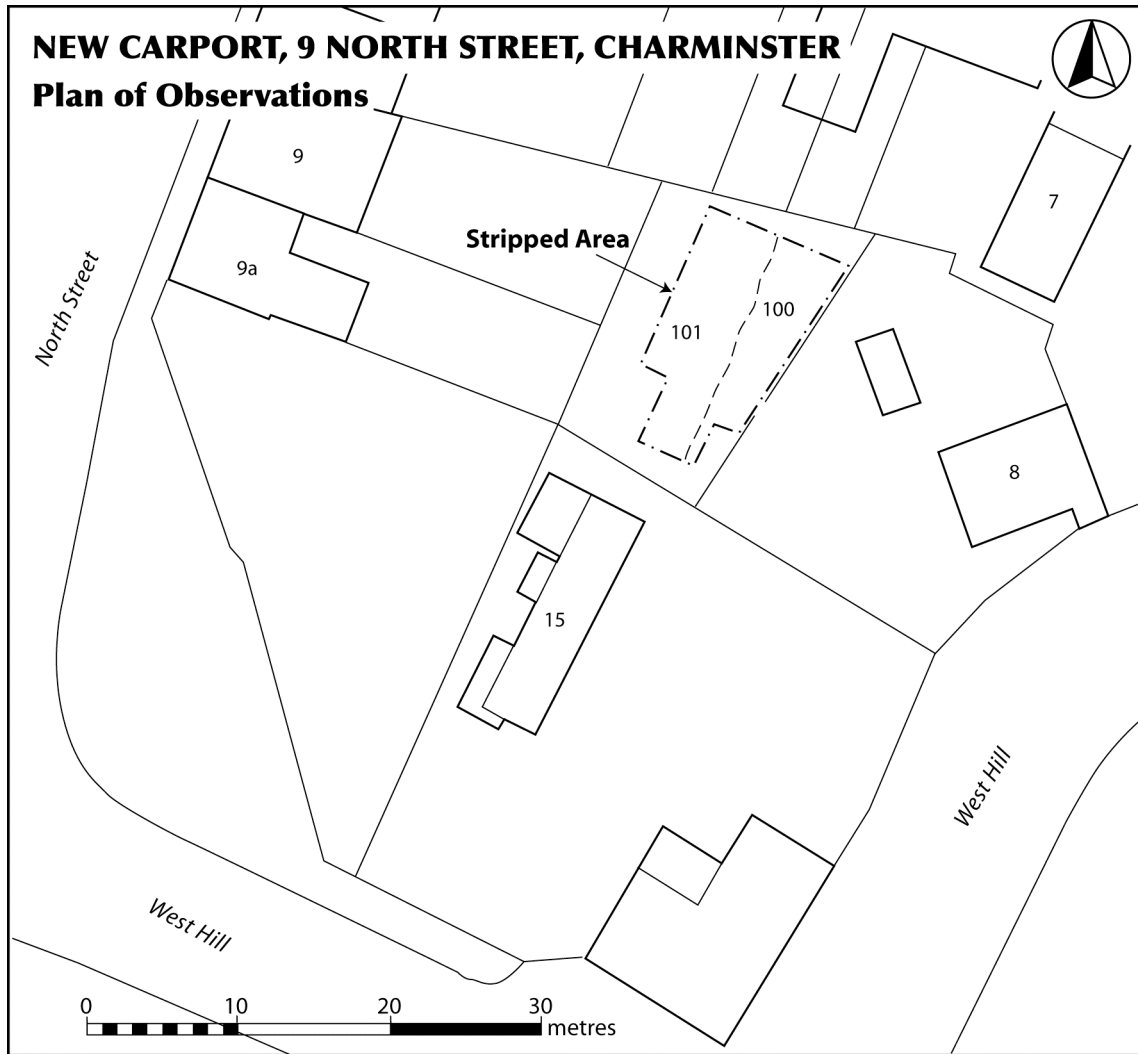 NEW CARPORT, 9 NORTH STREET, CHARMINSTER
Plan of Observations
9
7
Stripped Area
9a
North Street
100
101
8
15
West Hill
West Hill
0 10 20 30
metres